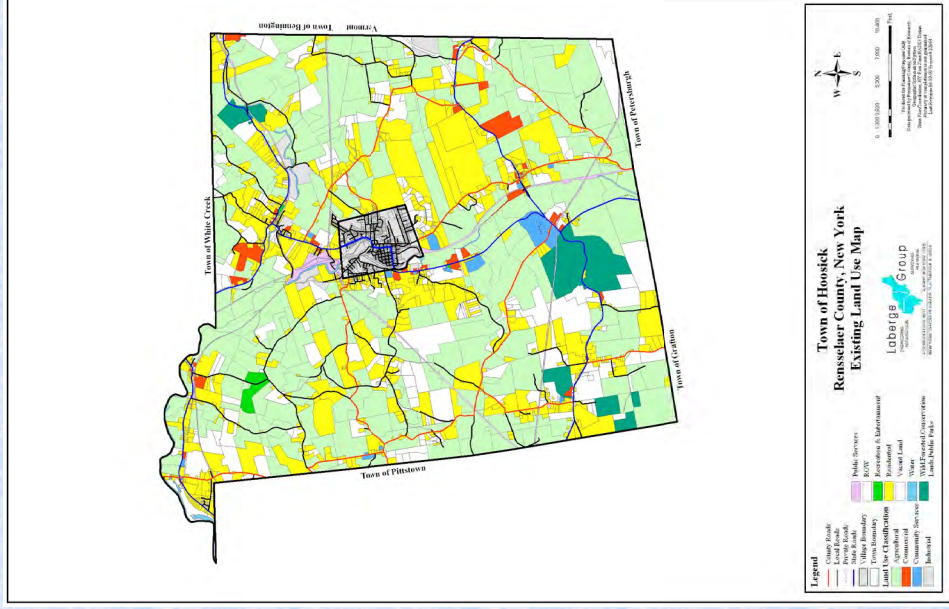 Vermont Town of Bennington
Town of Petersburgh
Town of White Creek
Town of Grafton
Town of Pittstown
N
E
S
W
Feet
Town of Hoosick
Rensselaer County, New York
Existing Land Use Map
Laberge Group
Legend
County Roads
Local Roads
Private Roads
State Roads
Village Boundary
Town Boundary
Land Use Classification
Agricultural
Commercial
Community Services
Industrial
Public Services
ROW
Recreation & Entertainment
Residential
Vacant Land
Water
Wild, Forested, Conservation
Lands, Public Parks